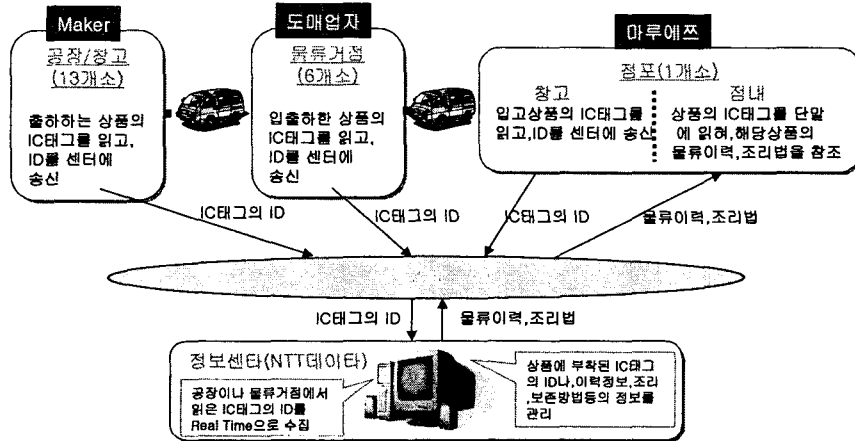 Maker
공장/창고
(13개소)
출하하는 상품의
IC태그를 읽고,
ID를 센터에
송신
도매업자
물류거점
(6개소)
입출하한 상품의
IC태그를 읽고,
ID를 센터에
송신
마루에쯔
점포(1개소)
창고
입고상품의 IC태그를
읽고,ID를 센터에 송신
점내
상품의 IC태그를 단말
에 읽혀,해당상품의
물류이력,조리법을 참조
IC태그의 ID
IC태그의 ID
IC태그의 ID
물류이력,조리법
IC태그의 ID
물류이력,조리법
정보센타(NTT데이타)
공장이나 물류거점에서
읽은 IC태그의 ID를
Real Time으로 수집
상품에 부착된 IC태그
의 ID나,이력정보,조리
,보존방법등의 정보를
관리